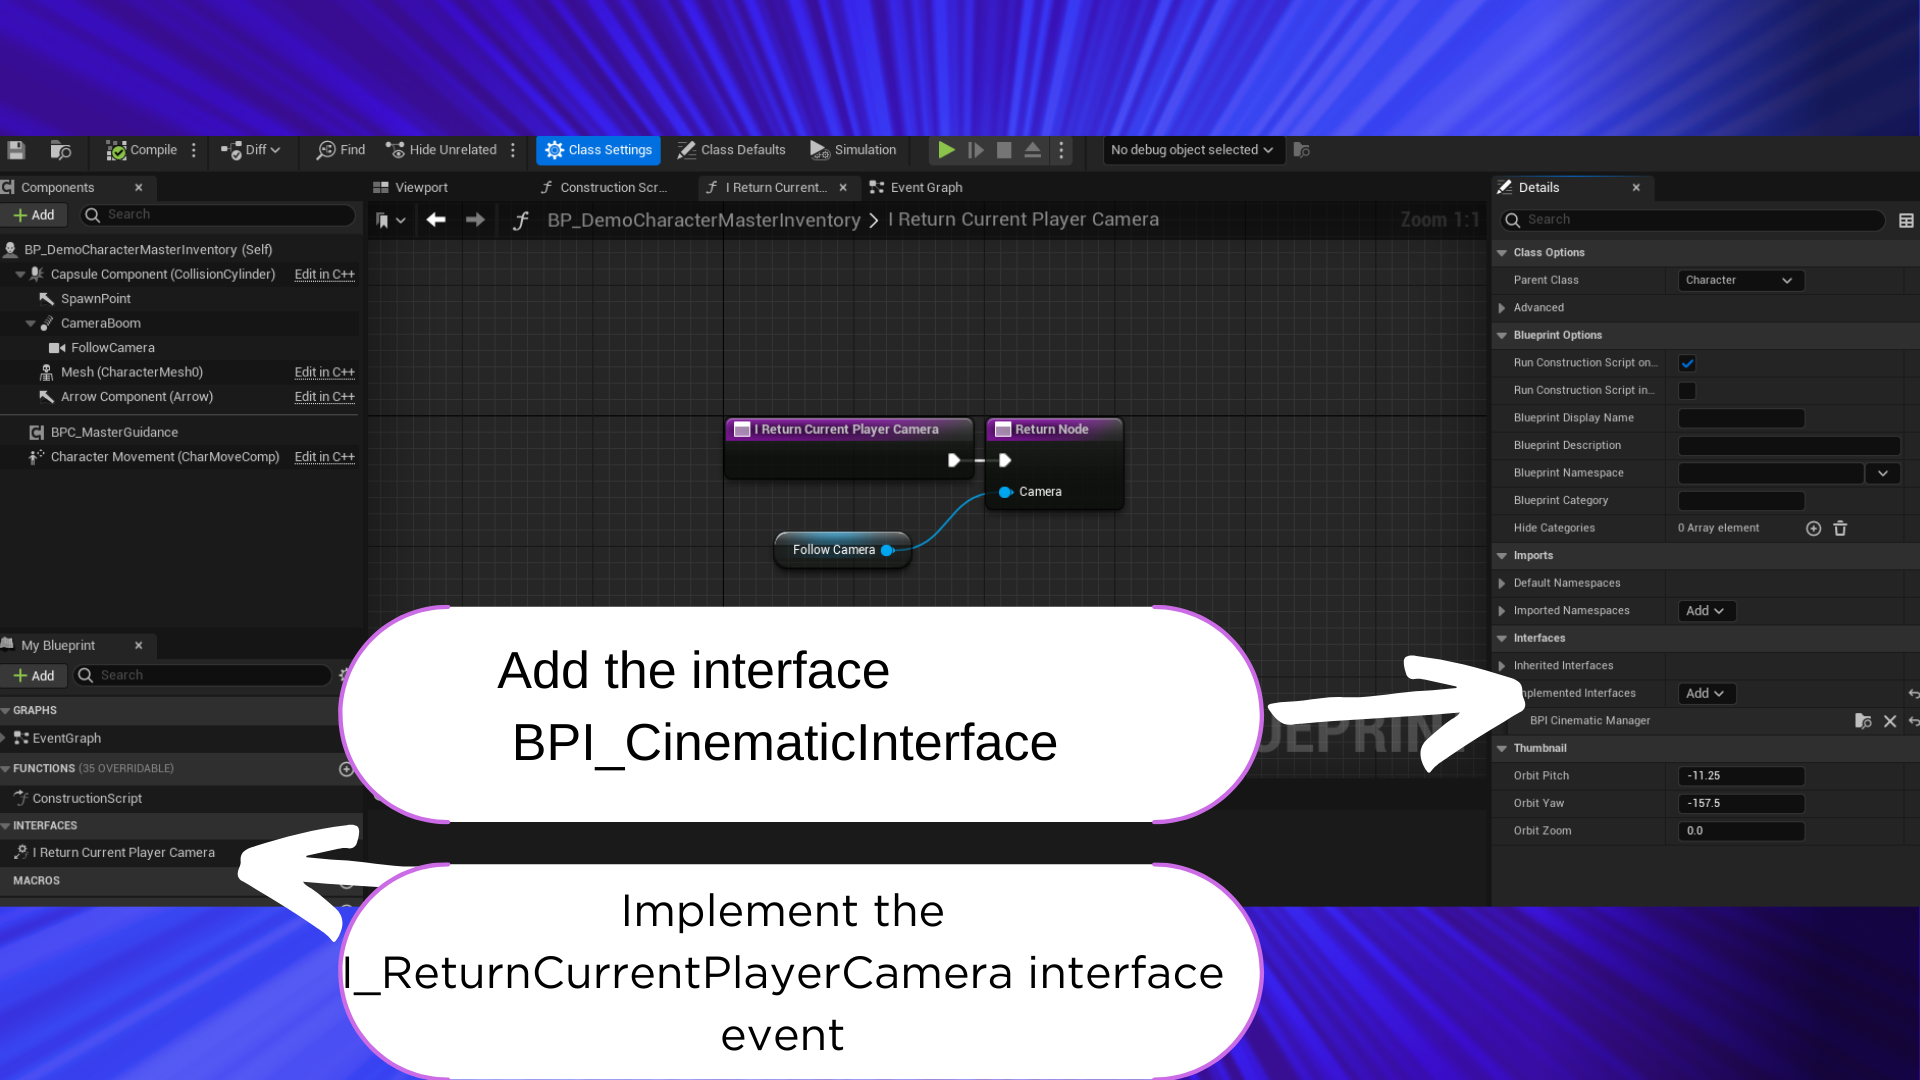 Compile
Diff
Find
Hide Unrelated
Class Settings
Class Defaults
Simulation
No debug object selected
Components
Add
Search
BP_DemoCharacterMasterInventory (Self)
Capsule Component (CollisionCylinder) Edit in C++
SpawnPoint
CameraBoom
FollowCamera
Mesh (CharacterMesh0) Edit in C++
Arrow Component (Arrow) Edit in C++
BPC_MasterGuidance
Character Movement (CharMoveComp) Edit in C++
My Blueprint
Add
Search
GRAPHS
EventGraph
FUNCTIONS (35 OVERRIDABLE)
ConstructionScript
INTERFACES
I Return Current Player Camera
MACROS
Viewport
Construction Scr...
I Return Current...
Event Graph
BP_DemoCharacterMasterInventory > I Return Current Player Camera
Zoom 1:1
I Return Current Player Camera
Return Node
Camera
Follow Camera
Add the interface
BPI_CinematicInterface
Implement the
I_ReturnCurrentPlayerCamera interface
event
Details
Search
Class Options
Parent Class Character
Advanced
Blueprint Options
Run Construction Script on...
Run Construction Script in...
Blueprint Display Name
Blueprint Description
Blueprint Namespace
Blueprint Category
Hide Categories 0 Array element
Imports
Default Namespaces
Imported Namespaces Add
Interfaces
Inherited Interfaces
mplemented Interfaces Add
BPI Cinematic Manager
Thumbnail
Orbit Pitch -11.25
Orbit Yaw -157.5
Orbit Zoom 0.0